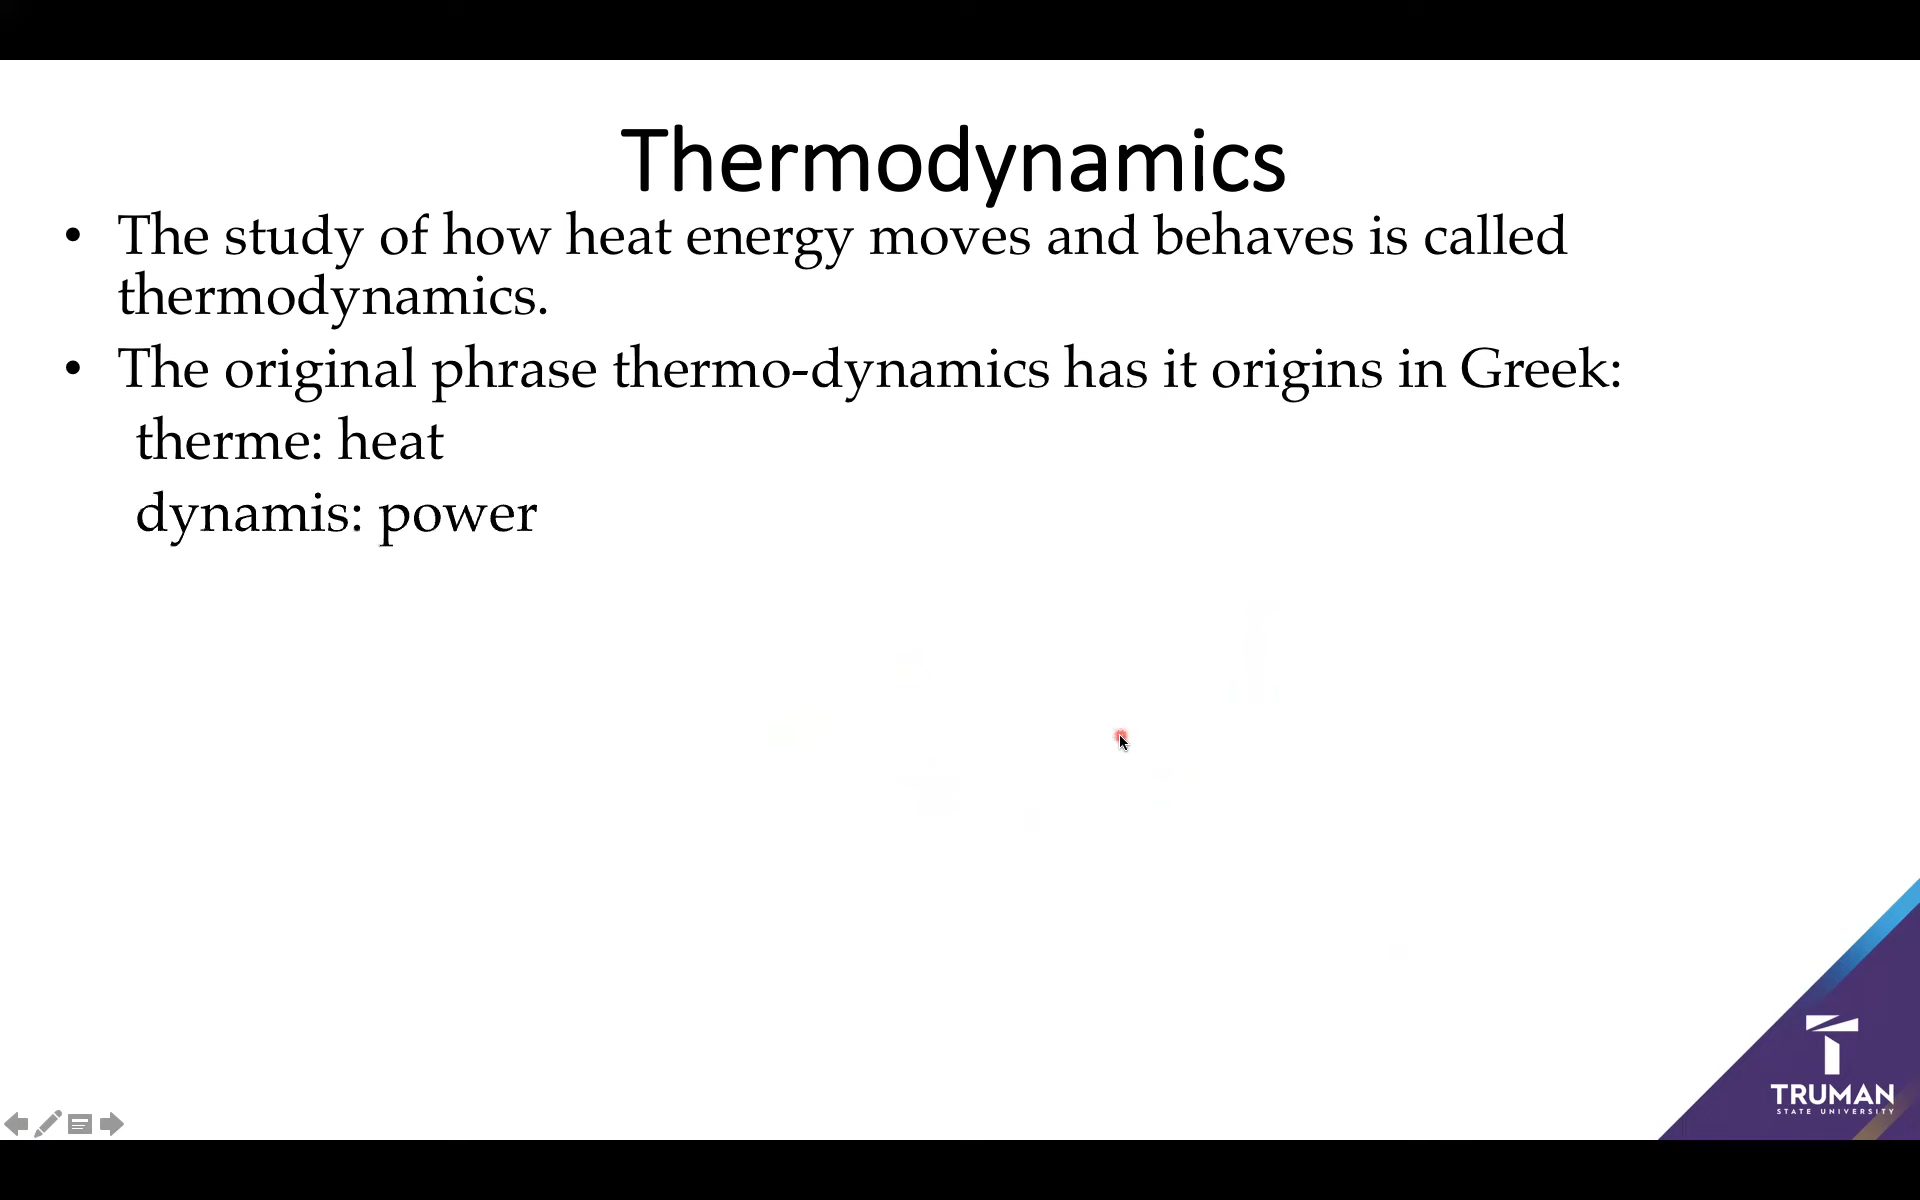 Thermodynamics
• The study of how heat energy moves and behaves is called
thermodynamics.
• The original phrase thermo-dynamics has it origins in Greek:
therme: heat
dynamis: power
TRUMAN
STATE UNIVERSITY